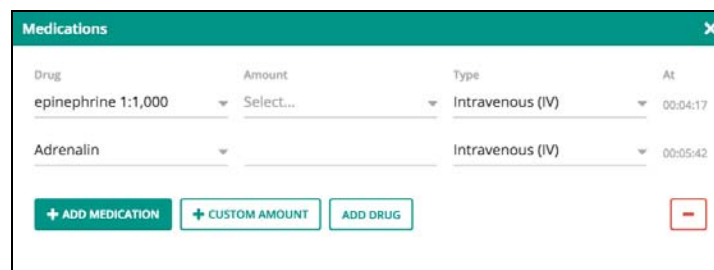 Medications ×
Drug Amount Type At
epinephrine 1:1,000 Select... Intravenous (IV) 00:04:17
Adrenalin Intravenous (IV) 00:05:42
+ ADD MEDICATION + CUSTOM AMOUNT ADD DRUG −